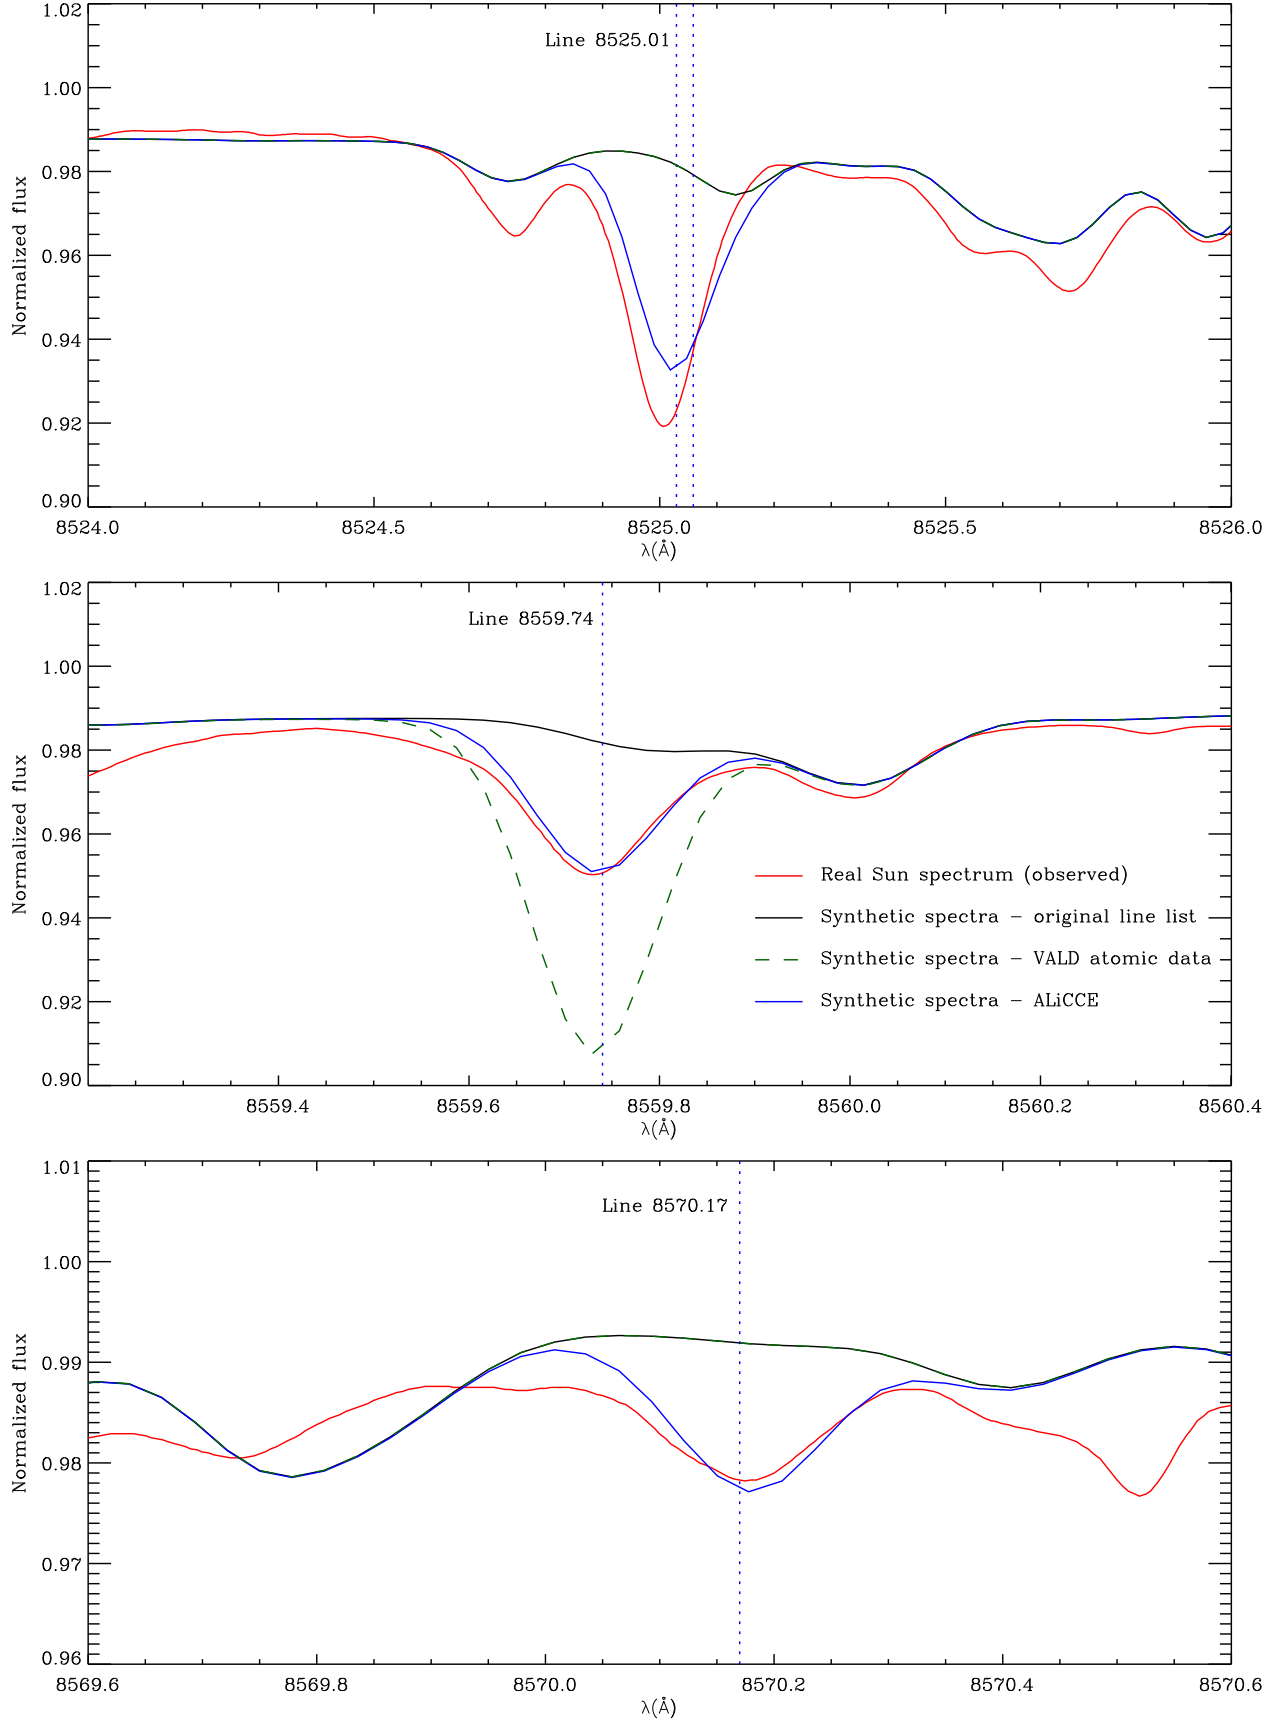 1.02
Line 8525.01
1.00
0.98
0.96
0.94
0.92
0.90
Normalized flux
8524.0 8524.5 8525.0 8525.5 8526.0
λ(Å)
1.02
Line 8559.74
1.00
0.98
0.96
0.94
0.92
0.90
Normalized flux
Real Sun spectrum (observed)
Synthetic spectra − original line list
Synthetic spectra − VALD atomic data
Synthetic spectra − ALiCCE
8559.4 8559.6 8559.8 8560.0 8560.2 8560.4
λ(Å)
1.01
Line 8570.17
1.00
0.99
0.98
0.97
0.96
Normalized flux
8569.6 8569.8 8570.0 8570.2 8570.4 8570.6
λ(Å)